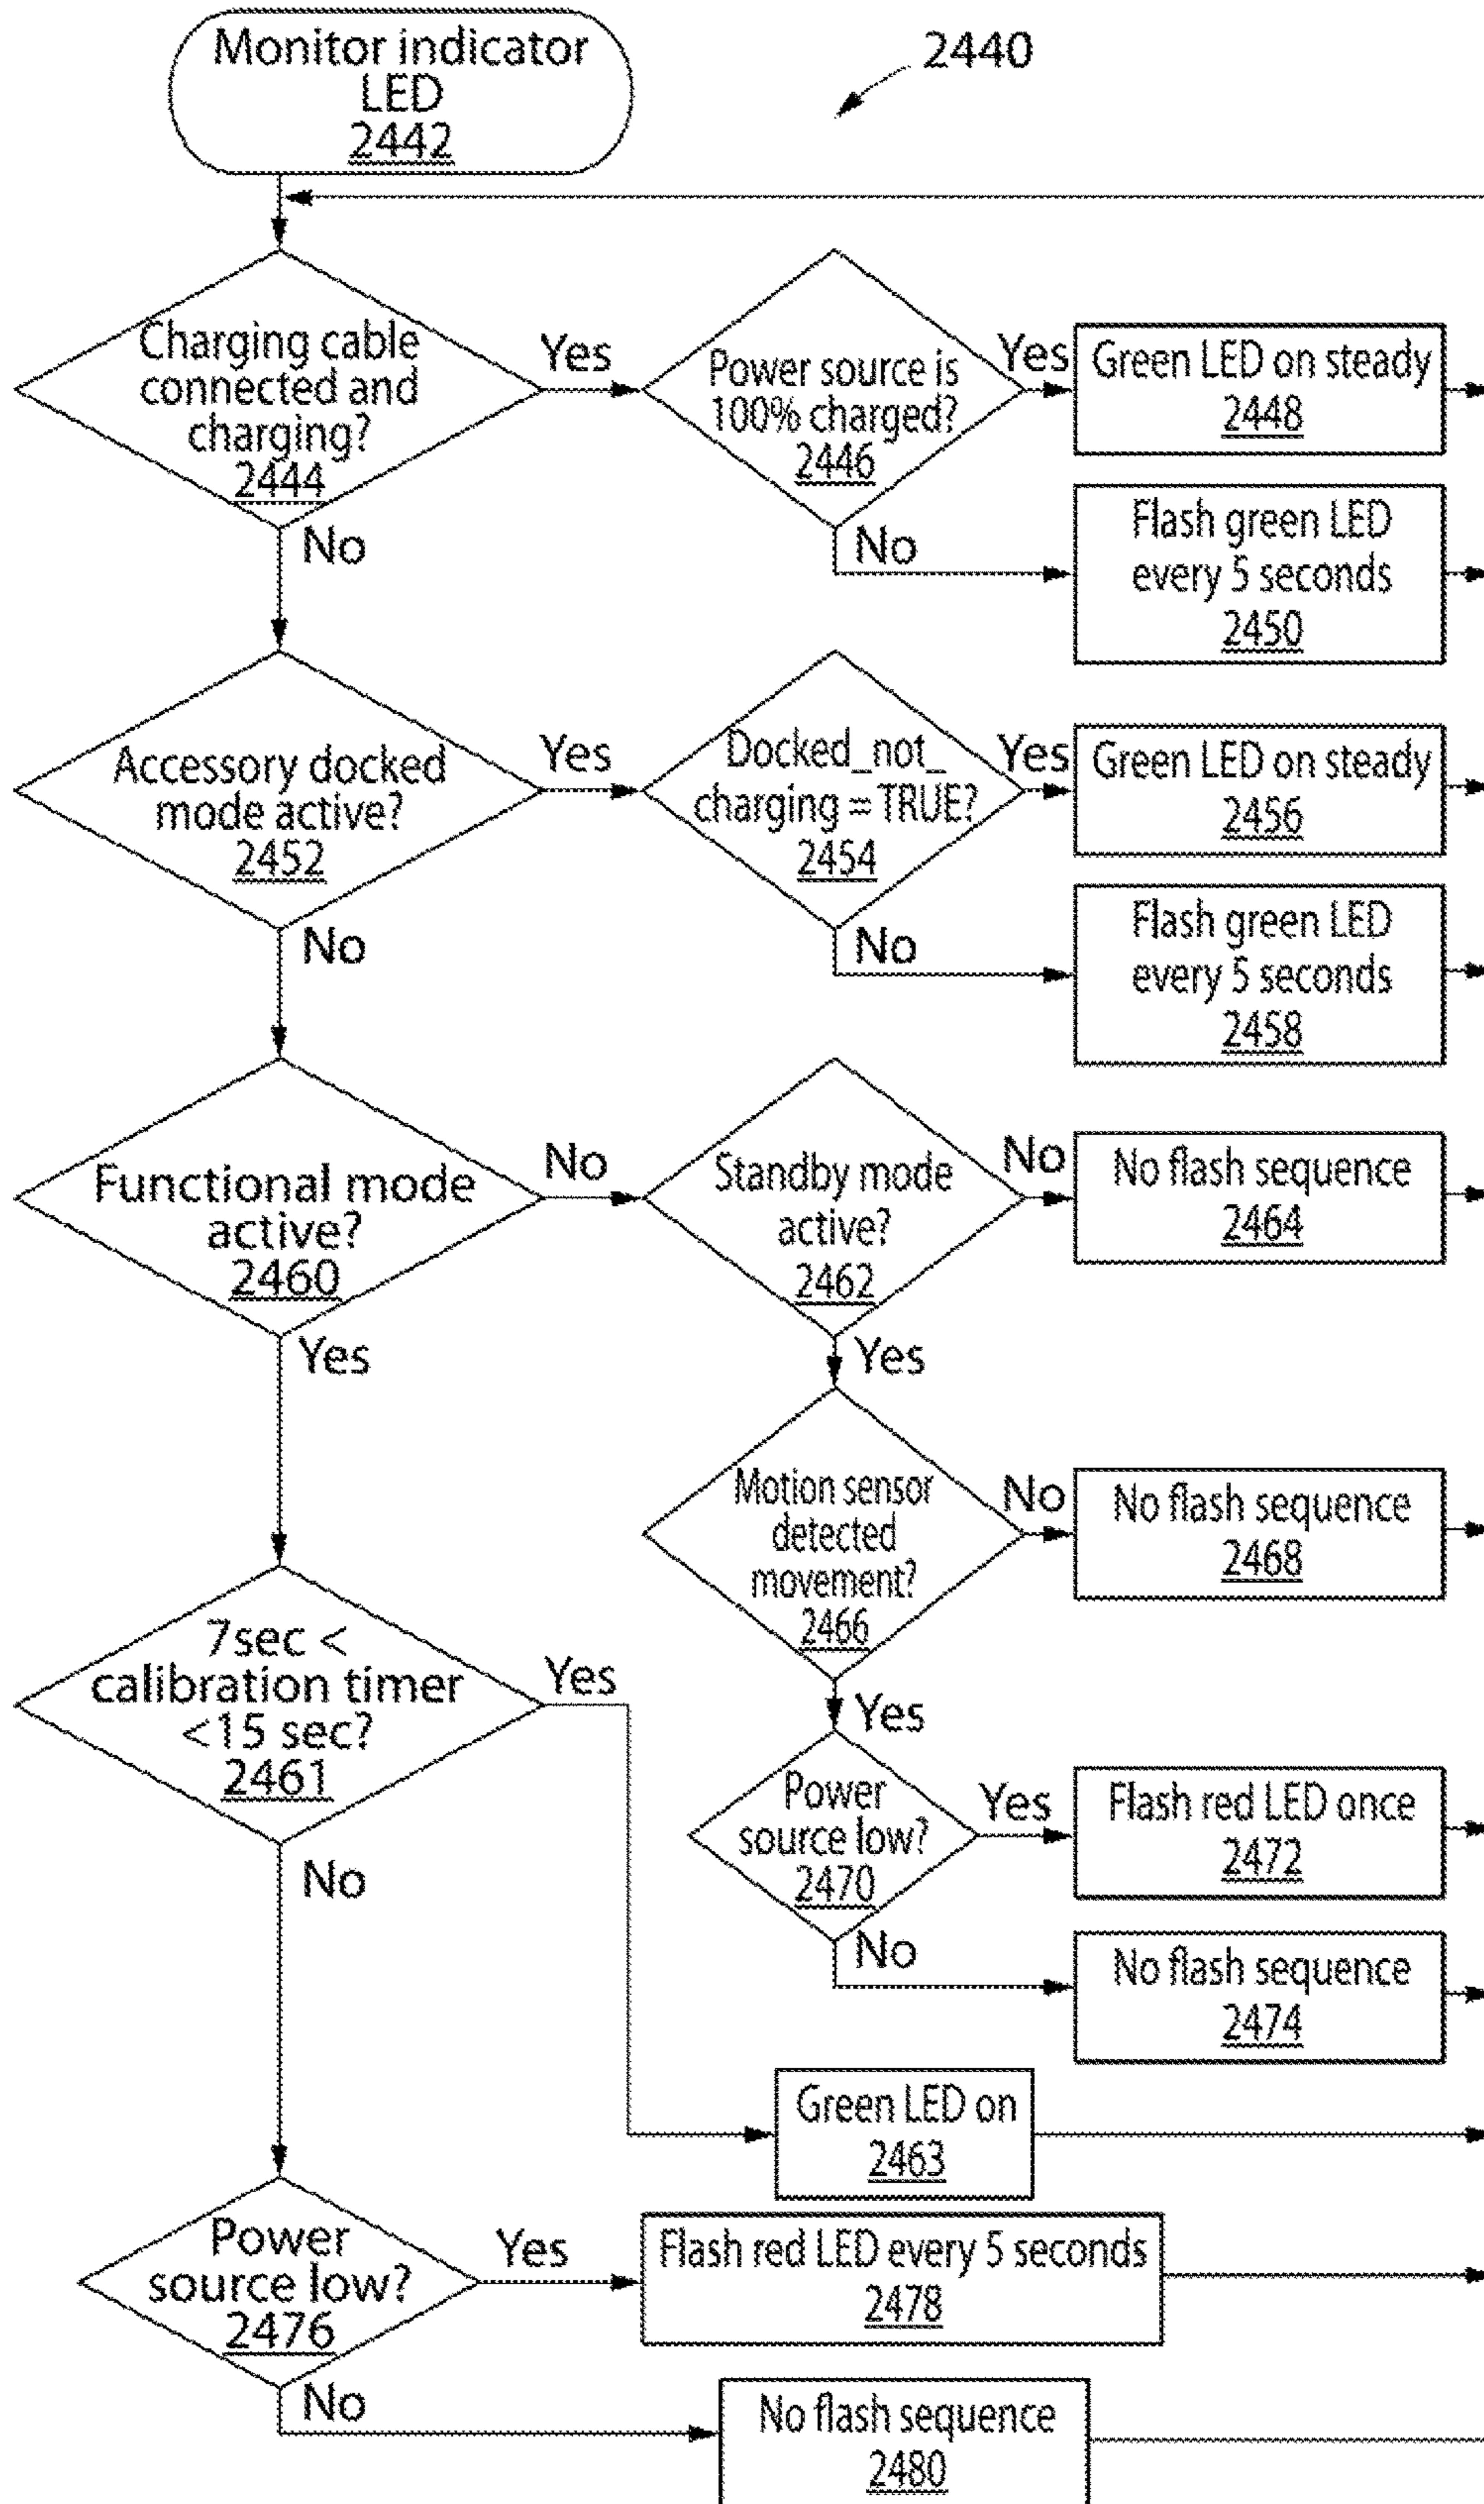 Monitor indicator
LED
2442
2440
Charging cable
connected and
charging?
2444
Yes
No
Power source is
100% charged?
2446
Yes
No
Green LED on steady
2448
Flash green LED
every 5 seconds
2450
Accessory docked
mode active?
2452
Yes
No
Docked_not_
charging = TRUE?
2454
Yes
No
Green LED on steady
2456
Flash green LED
every 5 seconds
2458
Functional mode
active?
2460
No
Yes
Standby mode
active?
2462
No
Yes
No flash sequence
2464
Motion sensor
detected
movement?
2466
No
Yes
No flash sequence
2468
7sec <
calibration timer
<15 sec?
2461
Yes
No
Power
source low?
2470
Yes
No
Flash red LED once
2472
No flash sequence
2474
Green LED on
2463
Power
source low?
2476
Yes
No
Flash red LED every 5 seconds
2478
No flash sequence
2480